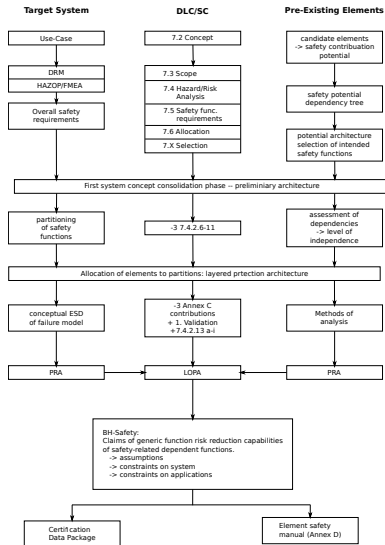 Target System
DLC/SC
Pre-Existing Elements
Use-Case
7.2 Concept
candidate elements
-> safety contribuation
potential
DRM
HAZOP/FMEA
Overall safety
requirements
7.3 Scope
7.4 Hazard/Risk
Analysis
7.5 Safety func.
requirements
7.6 Allocation
7.X Selection
safety potential
dependency tree
potential architecture
selection of intended
safety functions
First system concept consolidation phase -- prelimiary architecture
partitioning
of safety
functions
-3 7.4.2.6-11
assessment of
dependencies
-> level of
independence
Allocation of elements to partitions: layered prtection architecture
conceptual ESD
of failure model
-3 Annex C
contributions
+ 1. Validation
+7.4.2.13 a-i
Methods of
analysis
PRA
LOPA
PRA
BH-Safety:
Claims of generic function risk reduction capabilities
of safety-related dependent functions.
-> assumptions
-> constraints on system
-> constraints on applications
Certification
Data Package
Element safety
manual (Annex D)